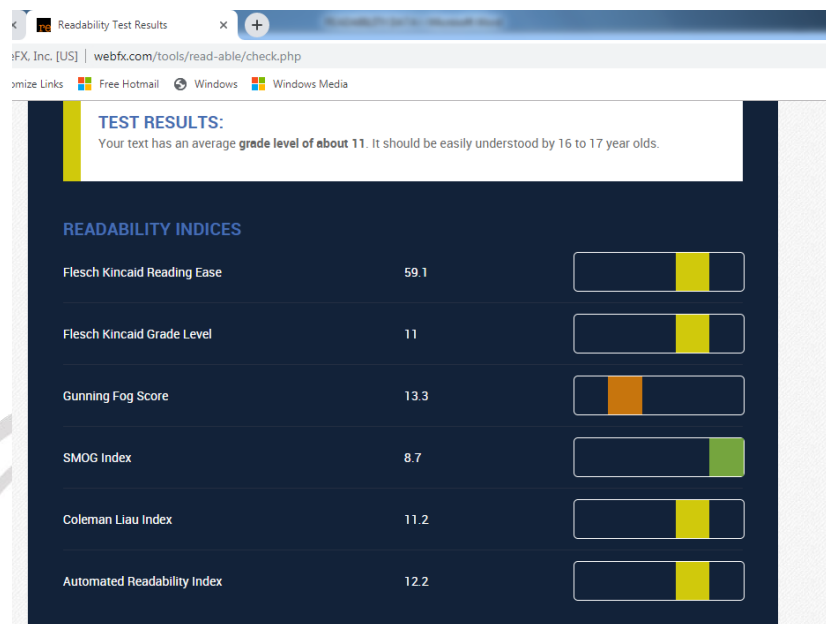 Readability Test Results × +
eFX, Inc. [US] | webfx.com/tools/read-able/check.php
omize Links Free Hotmail Windows Windows Media
TEST RESULTS:
Your text has an average grade level of about 11. It should be easily understood by 16 to 17 year olds.
READABILITY INDICES
Flesch Kincaid Reading Ease 59.1
Flesch Kincaid Grade Level 11
Gunning Fog Score 13.3
SMOG Index 8.7
Coleman Liau Index 11.2
Automated Readability Index 12.2